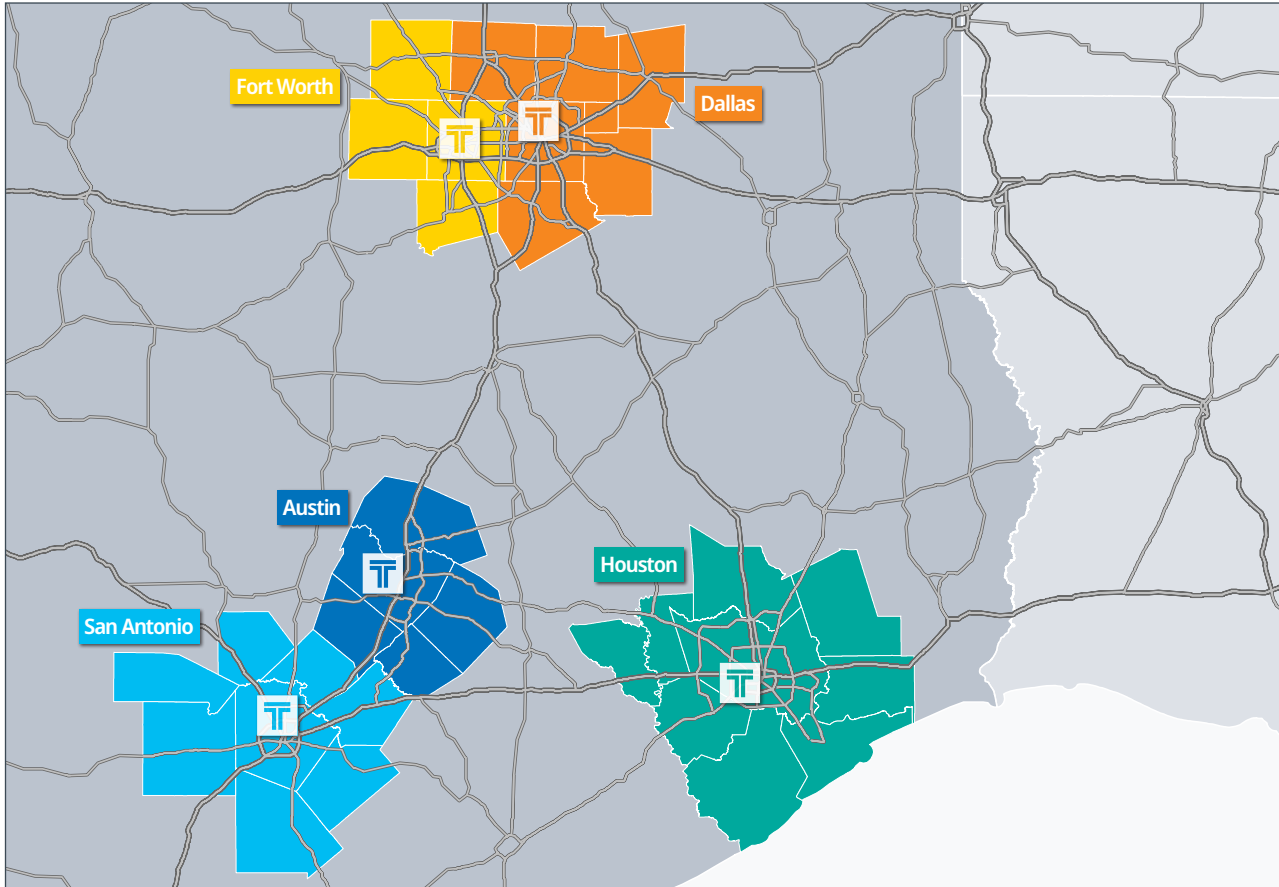 Fort Worth
Dallas
Austin
Houston
San Antonio